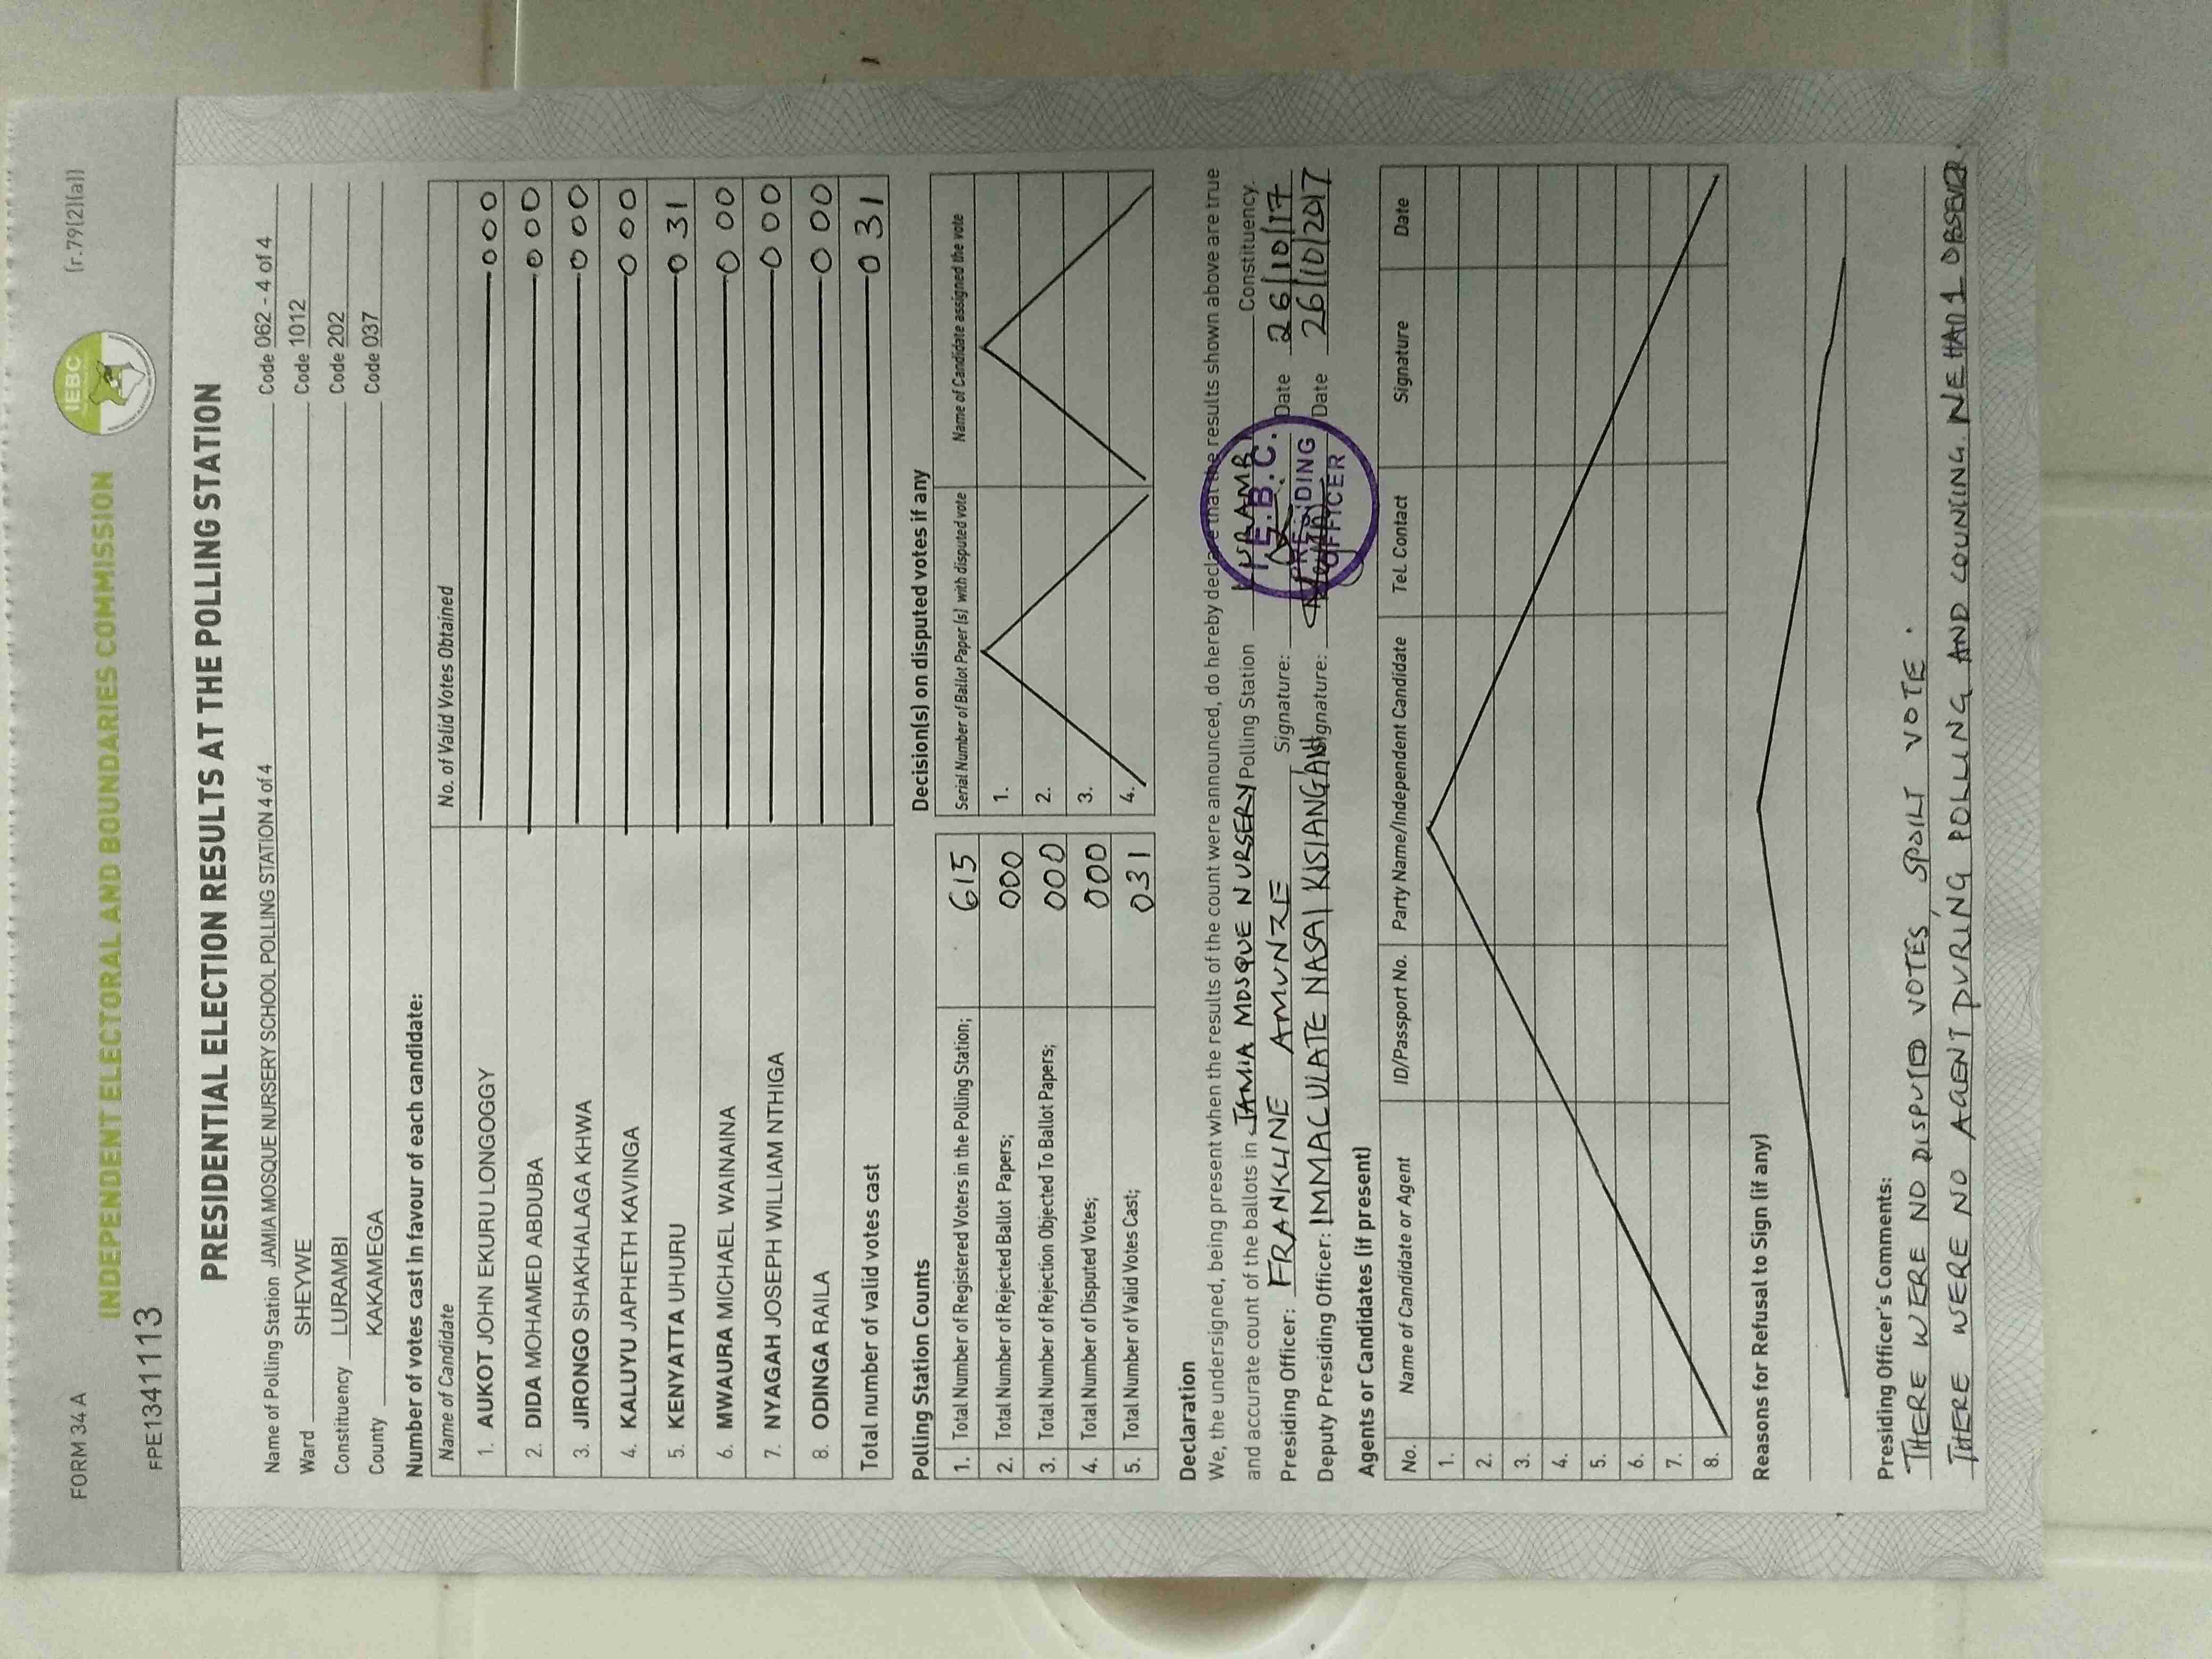 FORM 34 A
(r.79(2)(a))
IEBC
INDEPENDENT ELECTORAL AND BOUNDARIES COMMISSION
FPE1341113
PRESIDENTIAL ELECTION RESULTS AT THE POLLING STATION
Name of Polling Station JAMIA MOSQUE NURSERY SCHOOL POLLING STATION 4 of 4 Code 062 - 4 of 4
Ward SHEYWE Code 1012
Constituency LURAMBI Code 202
County KAKAMEGA Code 037
Number of votes cast in favour of each candidate:
Name of Candidate No. of Valid Votes Obtained
1. AUKOT JOHN EKURU LONGOGGY 000
2. DIDA MOHAMED ABDUBA 000
3. JIRONGO SHAKHALAGA KHWA 000
4. KALUYU JAPHETH KAVINGA 000
5. KENYATTA UHURU 031
6. MWAURA MICHAEL WAINAINA 000
7. NYAGAH JOSEPH WILLIAM NTHIGA 000
8. ODINGA RAILA 000
Total number of valid votes cast 031
Polling Station Counts
1. Total Number of Registered Voters in the Polling Station; 615
2. Total Number of Rejected Ballot Papers; 000
3. Total Number of Rejection Objected To Ballot Papers; 000
4. Total Number of Disputed Votes; 000
5. Total Number of Valid Votes Cast; 031
Decision(s) on disputed votes if any
Serial Number of Ballot Paper (s) with disputed vote Name of Candidate assigned the vote
1.
2.
3.
4.
Declaration
We, the undersigned, being present when the results of the count were announced, do hereby declare that the results shown above are true
and accurate count of the ballots in JAMIA MOSQUE NURSERY Polling Station LURAMBI Constituency.
Presiding Officer: FRANKLINE AMUNZE Signature: Date 26/10/17
Deputy Presiding Officer: IMMACULATE NASAI KISIANGANI Signature: Date 26/10/2017
I.E.B.C.
PRESIDING
OFFICER
Agents or Candidates (if present)
No. Name of Candidate or Agent ID/Passport No. Party Name/Independent Candidate Tel. Contact Signature Date
1.
2.
3.
4.
5.
6.
7.
8.
Reasons for Refusal to Sign (if any)
Presiding Officer's Comments:
THERE WERE NO DISPUTED VOTES, SPOILT VOTE.
THERE WERE NO AGENT DURING POLLING AND COUNCING. WE HAD 1 OBSEVER.